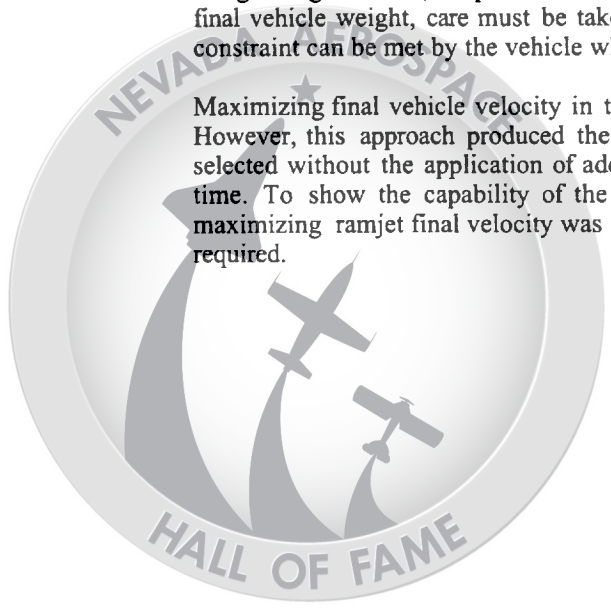 final vehicle weight, care must be
constraint can be met by the vehicle
Maximizing final vehicle velocity in
However, this approach produced the
selected without the application of
time. To show the capability of the
maximizing ramjet final velocity was
required.
NEVADA AEROSPACE
HALL OF FAME